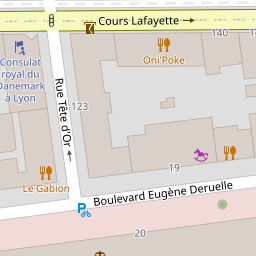 Cours Lafayette
140
Oni'Poke
Consulat
royal du
Danemark
à Lyon
123
Rue Tête d'Or
19
Le Gabion
Boulevard Eugène Deruelle
20